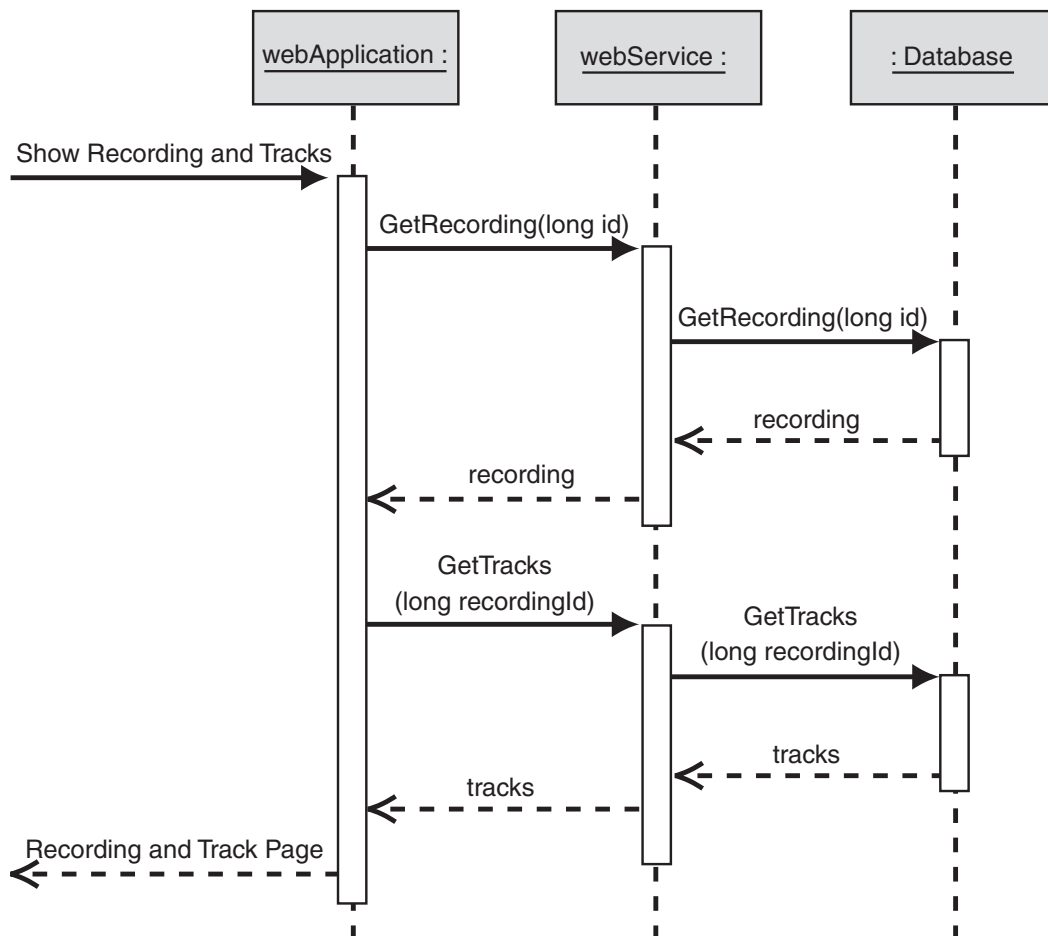 webApplication :
webService :
: Database
Show Recording and Tracks
GetRecording(long id)
GetRecording(long id)
recording
recording
GetTracks
(long recordingId)
GetTracks
(long recordingId)
tracks
tracks
Recording and Track Page